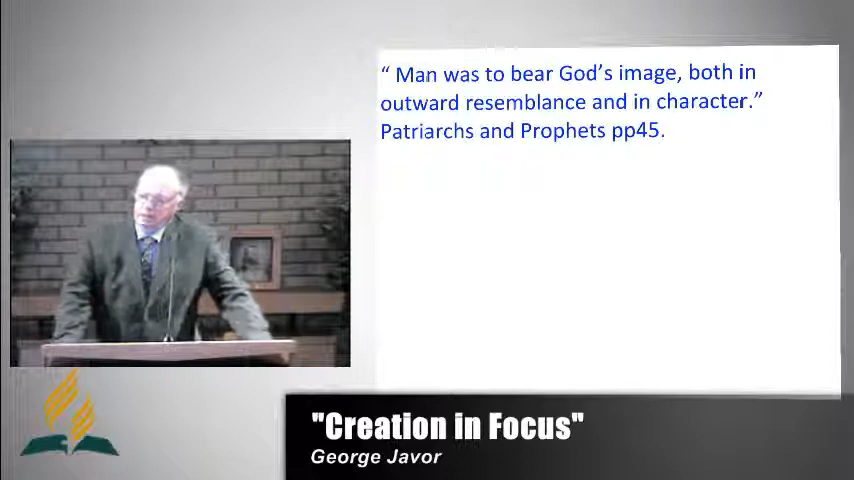 “ Man was to bear God’s image, both in
outward resemblance and in character.”
Patriarchs and Prophets pp45.
"Creation in Focus"
George Javor